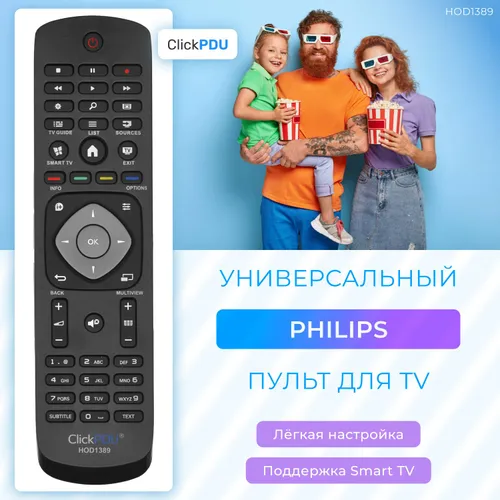 HOD1389
ClickPDU
УНИВЕРСАЛЬНЫЙ
PHILIPS
ПУЛЬТ ДЛЯ TV
Лёгкая настройка
Поддержка Smart TV
TV GUIDE LIST SOURCES
SMART TV EXIT
INFO OPTIONS
OK
BACK MULTIVIEW
1 . @ 2 ABC DEF 3
4 GHI 5 JKL MNO 6
7 PQRS 8 TUV WXYZ 9
SUBTITLE 0 TEXT
ClickPDU®
HOD1389